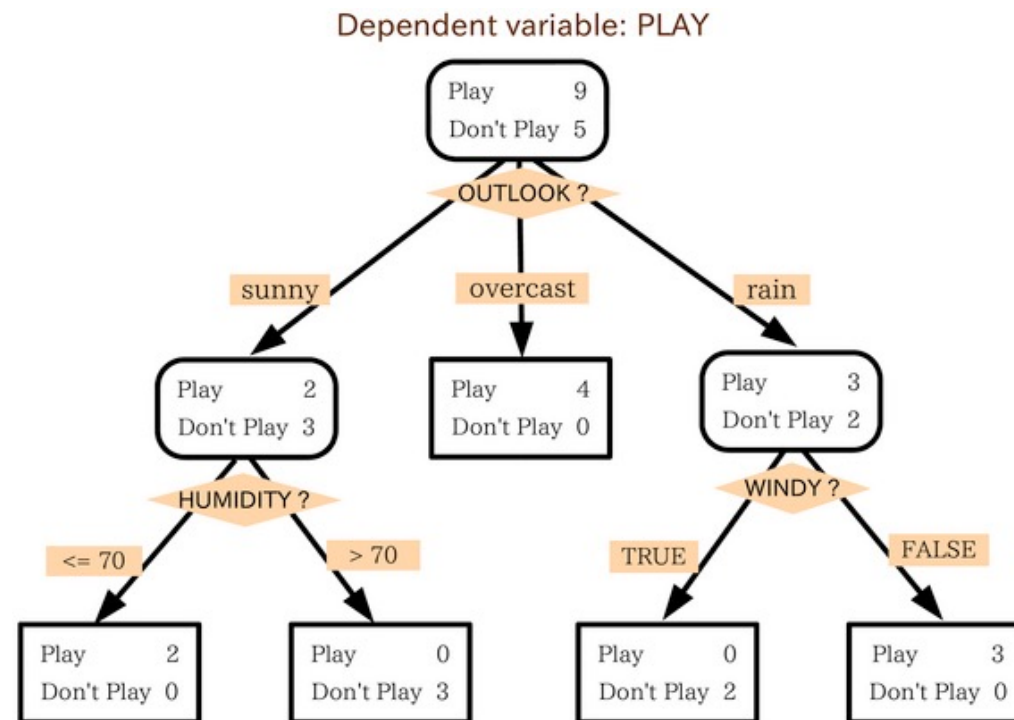 Dependent variable: PLAY
Play 9
Don't Play 5
OUTLOOK ?
sunny
overcast
rain
Play 2
Don't Play 3
Play 4
Don't Play 0
Play 3
Don't Play 2
HUMIDITY ?
WINDY ?
<= 70
> 70
TRUE
FALSE
Play 2
Don't Play 0
Play 0
Don't Play 3
Play 0
Don't Play 2
Play 3
Don't Play 0